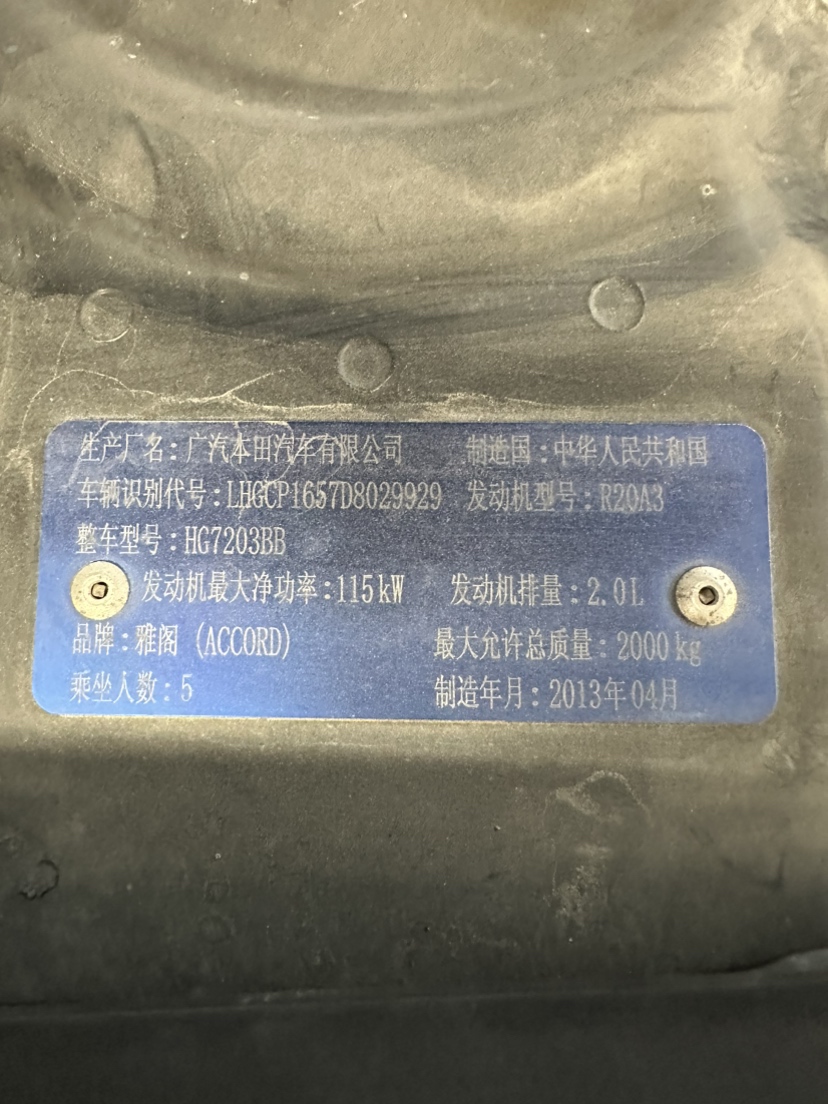 生产厂名：广汽本田汽车有限公司 制造国：中华人民共和国
车辆识别代号：LHGCP1657D8029929 发动机型号：R20A3
整车型号：HG7203BB
发动机最大净功率：115kW 发动机排量：2.0L
品牌：雅阁（ACCORD） 最大允许总质量：2000kg
乘坐人数：5 制造年月：2013年04月